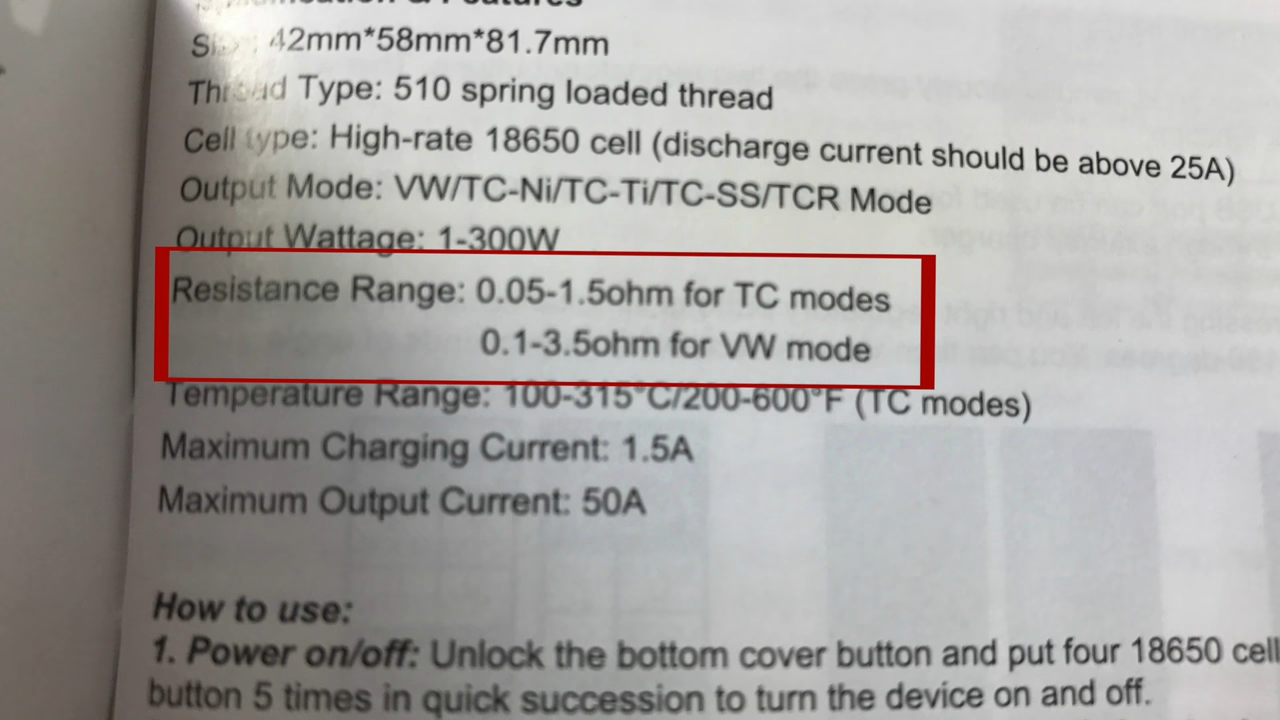 & Features
Size: 42mm*58mm*81.7mm
Thread Type: 510 spring loaded thread
Cell type: High-rate 18650 cell (discharge current should be above 25A)
Output Mode: VW/TC-Ni/TC-Ti/TC-SS/TCR Mode
Output Wattage: 1-300W
Resistance Range: 0.05-1.5ohm for TC modes
0.1-3.5ohm for VW mode
Temperature Range: 100-315°C/200-600°F (TC modes)
Maximum Charging Current: 1.5A
Maximum Output Current: 50A
How to use:
1. Power on/off: Unlock the bottom cover button and put four 18650 cell
button 5 times in quick succession to turn the device on and off.